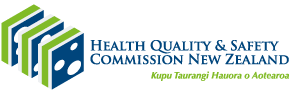 HEALTH QUALITY & SAFETY
COMMISSION NEW ZEALAND
Kupu Taurangi Hauora o Aotearoa